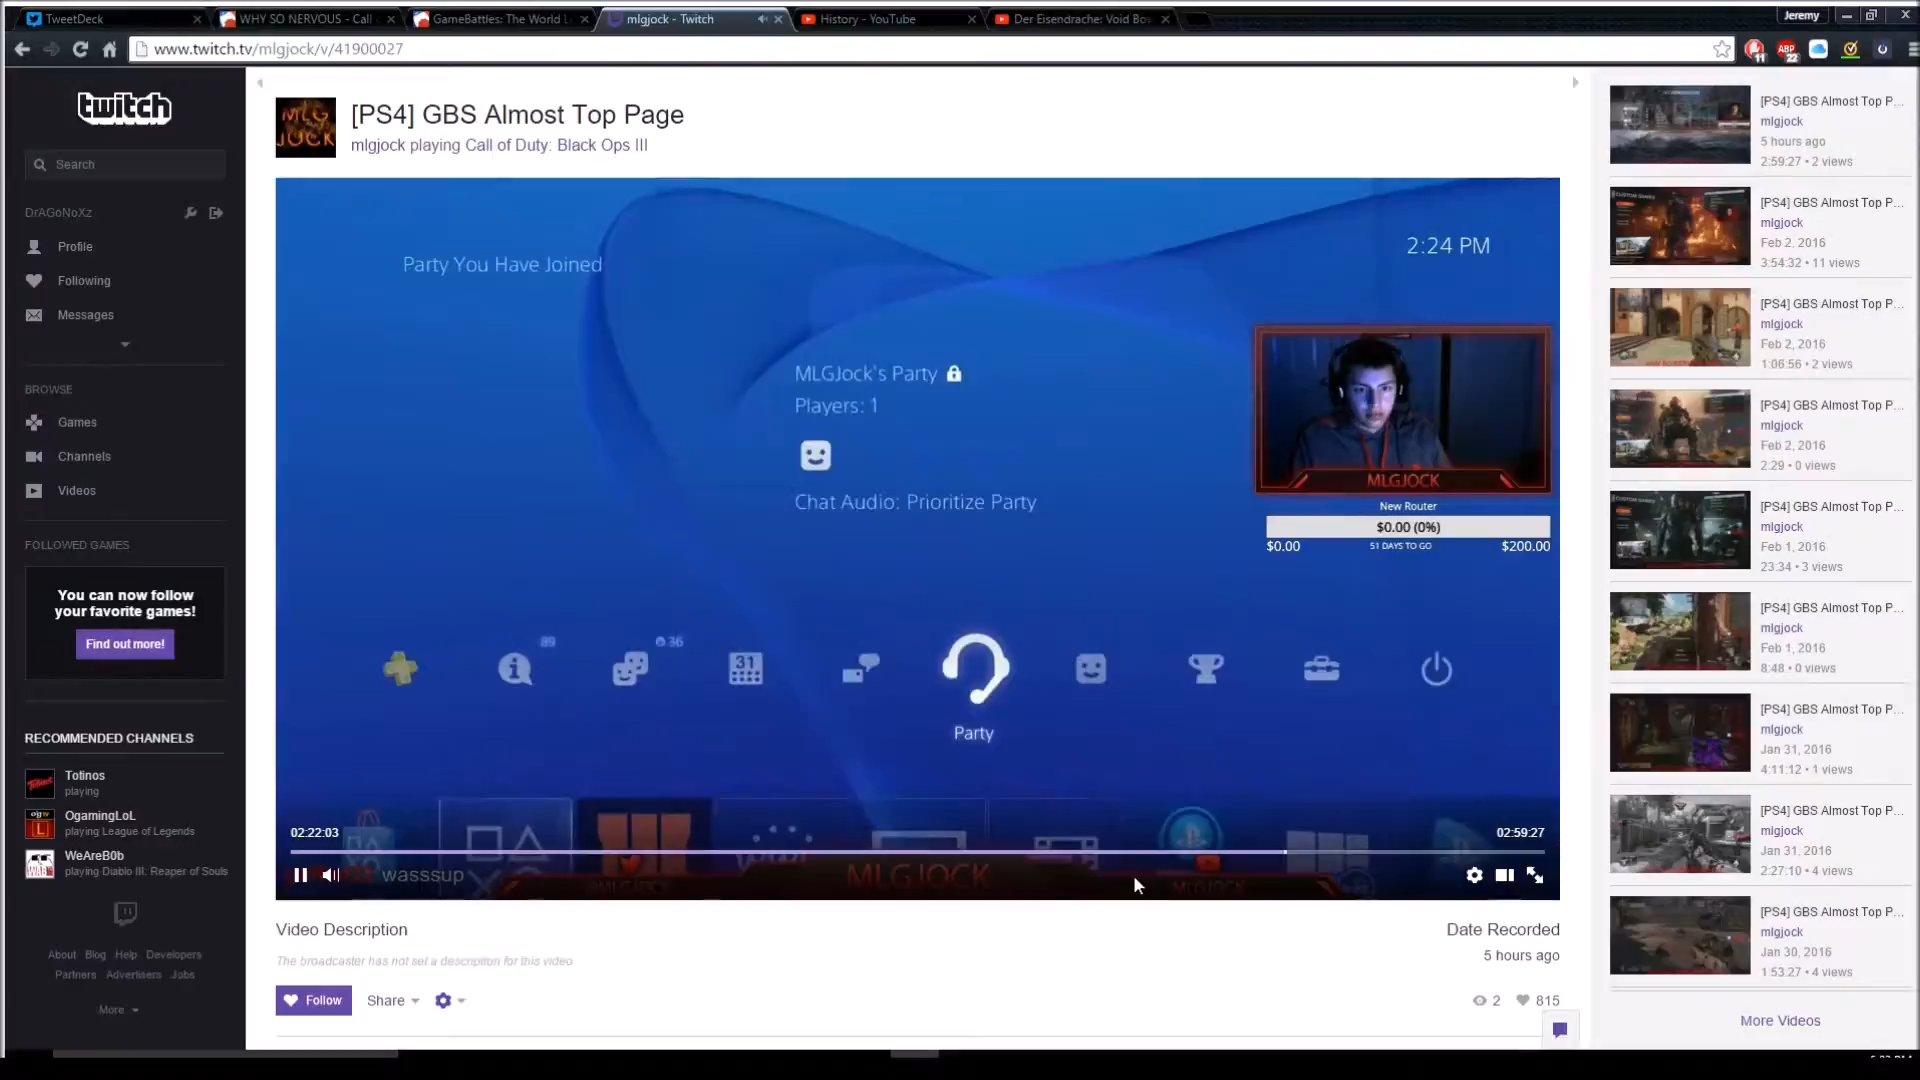 TweetDeck
WHY SO NERVOUS - Call
GameBattles: The World L
mlgjock - Twitch
History - YouTube
Der Eisendrache: Void Bo
Jeremy
www.twitch.tv/mlgjock/v/41900027
11
ABP
22
twitch
Search
DrAGoNoXz
Profile
Following
Messages
BROWSE
Games
Channels
Videos
FOLLOWED GAMES
You can now follow
your favorite games!
Find out more!
RECOMMENDED CHANNELS
Totinos
playing
OgamingLoL
playing League of Legends
WeAreB0b
playing Diablo III: Reaper of Souls
About Blog Help Developers
Partners Advertisers Jobs
More
MLG
JOCK
[PS4] GBS Almost Top Page
mlgjock playing Call of Duty: Black Ops III
Party You Have Joined
2:24 PM
MLGJock's Party
Players: 1
Chat Audio: Prioritize Party
MLGJOCK
New Router
$0.00 (0%)
$0.00 51 DAYS TO GO $200.00
89
36
31
Party
02:22:03
02:59:27
wasssup
MLGJOCK
MLGJOCK
MLGJOCK
Video Description
The broadcaster has not set a description for this video
Date Recorded
5 hours ago
Follow
Share
2
815
[PS4] GBS Almost Top P...
mlgjock
5 hours ago
2:59:27 • 2 views
[PS4] GBS Almost Top P...
mlgjock
Feb 2, 2016
3:54:32 • 11 views
[PS4] GBS Almost Top P...
mlgjock
Feb 2, 2016
1:06:56 • 2 views
[PS4] GBS Almost Top P...
mlgjock
Feb 2, 2016
2:29 • 0 views
[PS4] GBS Almost Top P...
mlgjock
Feb 1, 2016
23:34 • 3 views
[PS4] GBS Almost Top P...
mlgjock
Feb 1, 2016
8:48 • 0 views
[PS4] GBS Almost Top P...
mlgjock
Jan 31, 2016
4:11:12 • 1 views
[PS4] GBS Almost Top P...
mlgjock
Jan 31, 2016
2:27:10 • 4 views
[PS4] GBS Almost Top P...
mlgjock
Jan 30, 2016
1:53:27 • 4 views
More Videos